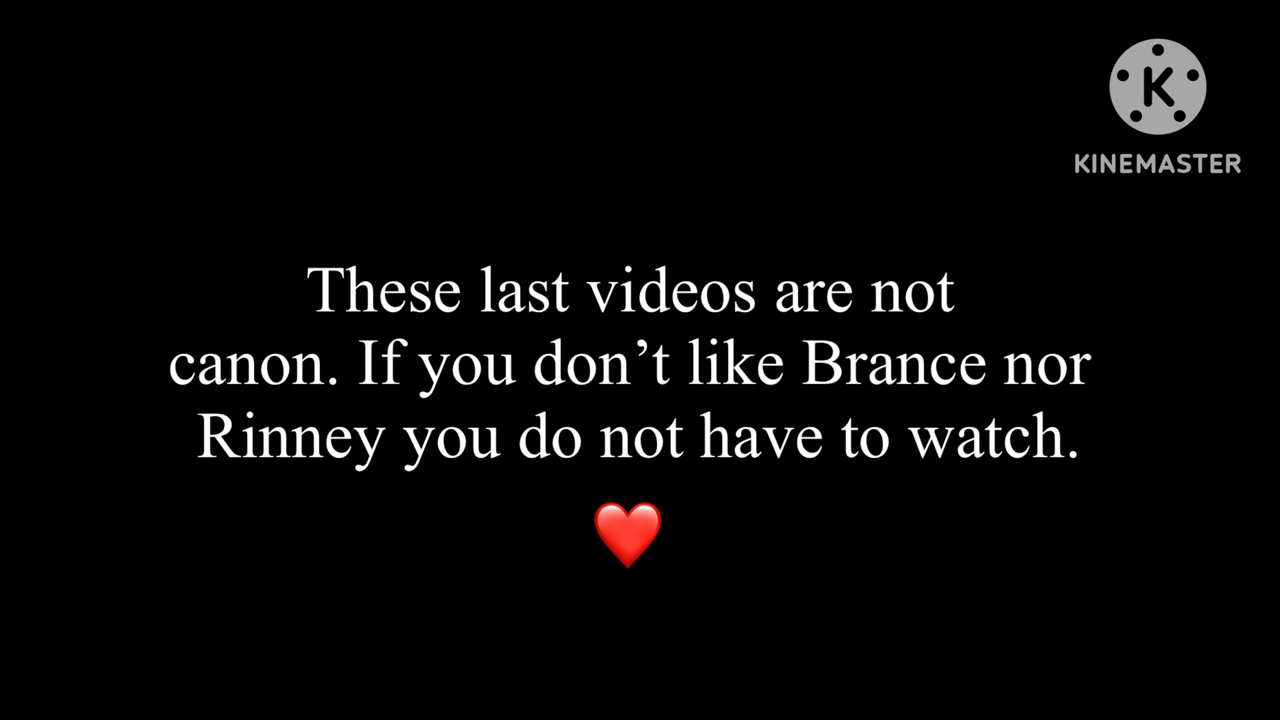 K
KINEMASTER
These last videos are not
canon. If you don’t like Brance nor
Rinney you do not have to watch.
❤️